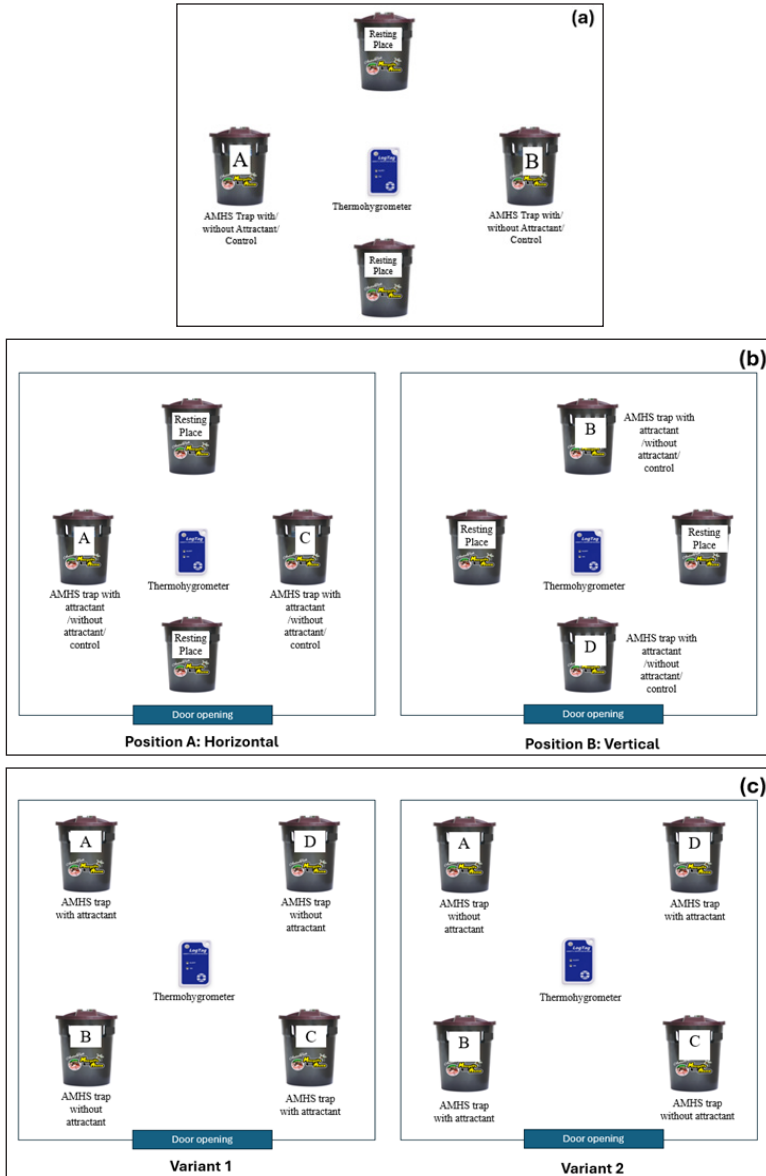 (a)
Resting
Place
A
B
LogTag
Thermohygrometer
AMHS Trap with/
without Attractant/
Control
AMHS Trap with/
without Attractant/
Control
Resting
Place
(b)
Resting
Place
A
C
LogTag
Thermohygrometer
AMHS trap with
attractant
/without
attractant/
control
AMHS trap with
attractant
/without
attractant/
control
Resting
Place
Door opening
Position A: Horizontal
B
AMHS trap with
attractant
/without
attractant/
control
Resting
Place
Resting
Place
LogTag
Thermohygrometer
D
AMHS trap with
attractant
/without
attractant/
control
Door opening
Position B: Vertical
(c)
A
D
AMHS trap
with attractant
AMHS trap
without
attractant
LogTag
Thermohygrometer
B
C
AMHS trap
without
attractant
AMHS trap
with attractant
Door opening
Variant 1
A
D
AMHS trap
without
attractant
AMHS trap
with attractant
LogTag
Thermohygrometer
B
C
AMHS trap
with attractant
AMHS trap
without attractant
Door opening
Variant 2